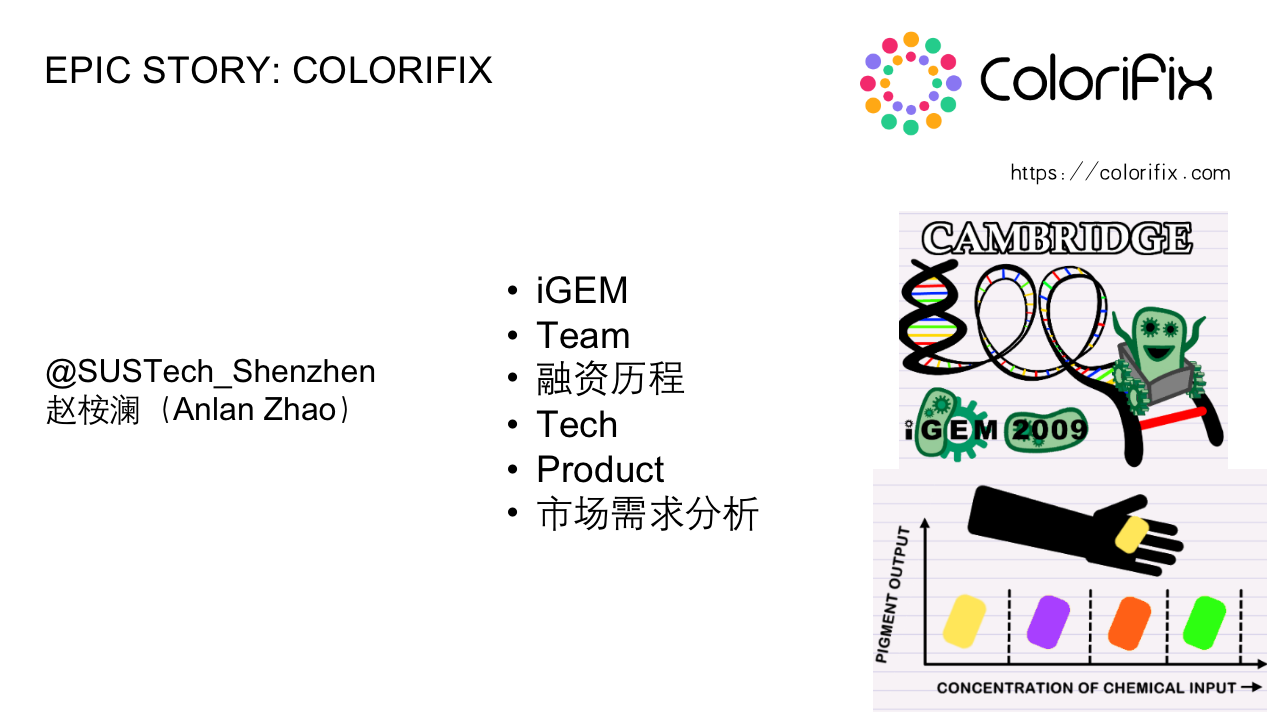 EPIC STORY: COLORIFIX
ColoriFix
https://colorifix.com
@SUSTech_Shenzhen
赵桉澜（Anlan Zhao）
• iGEM
• Team
• 融资历程
• Tech
• Product
• 市场需求分析
CAMBRIDGE
iGEM 2009
PIGMENT OUTPUT
CONCENTRATION OF CHEMICAL INPUT